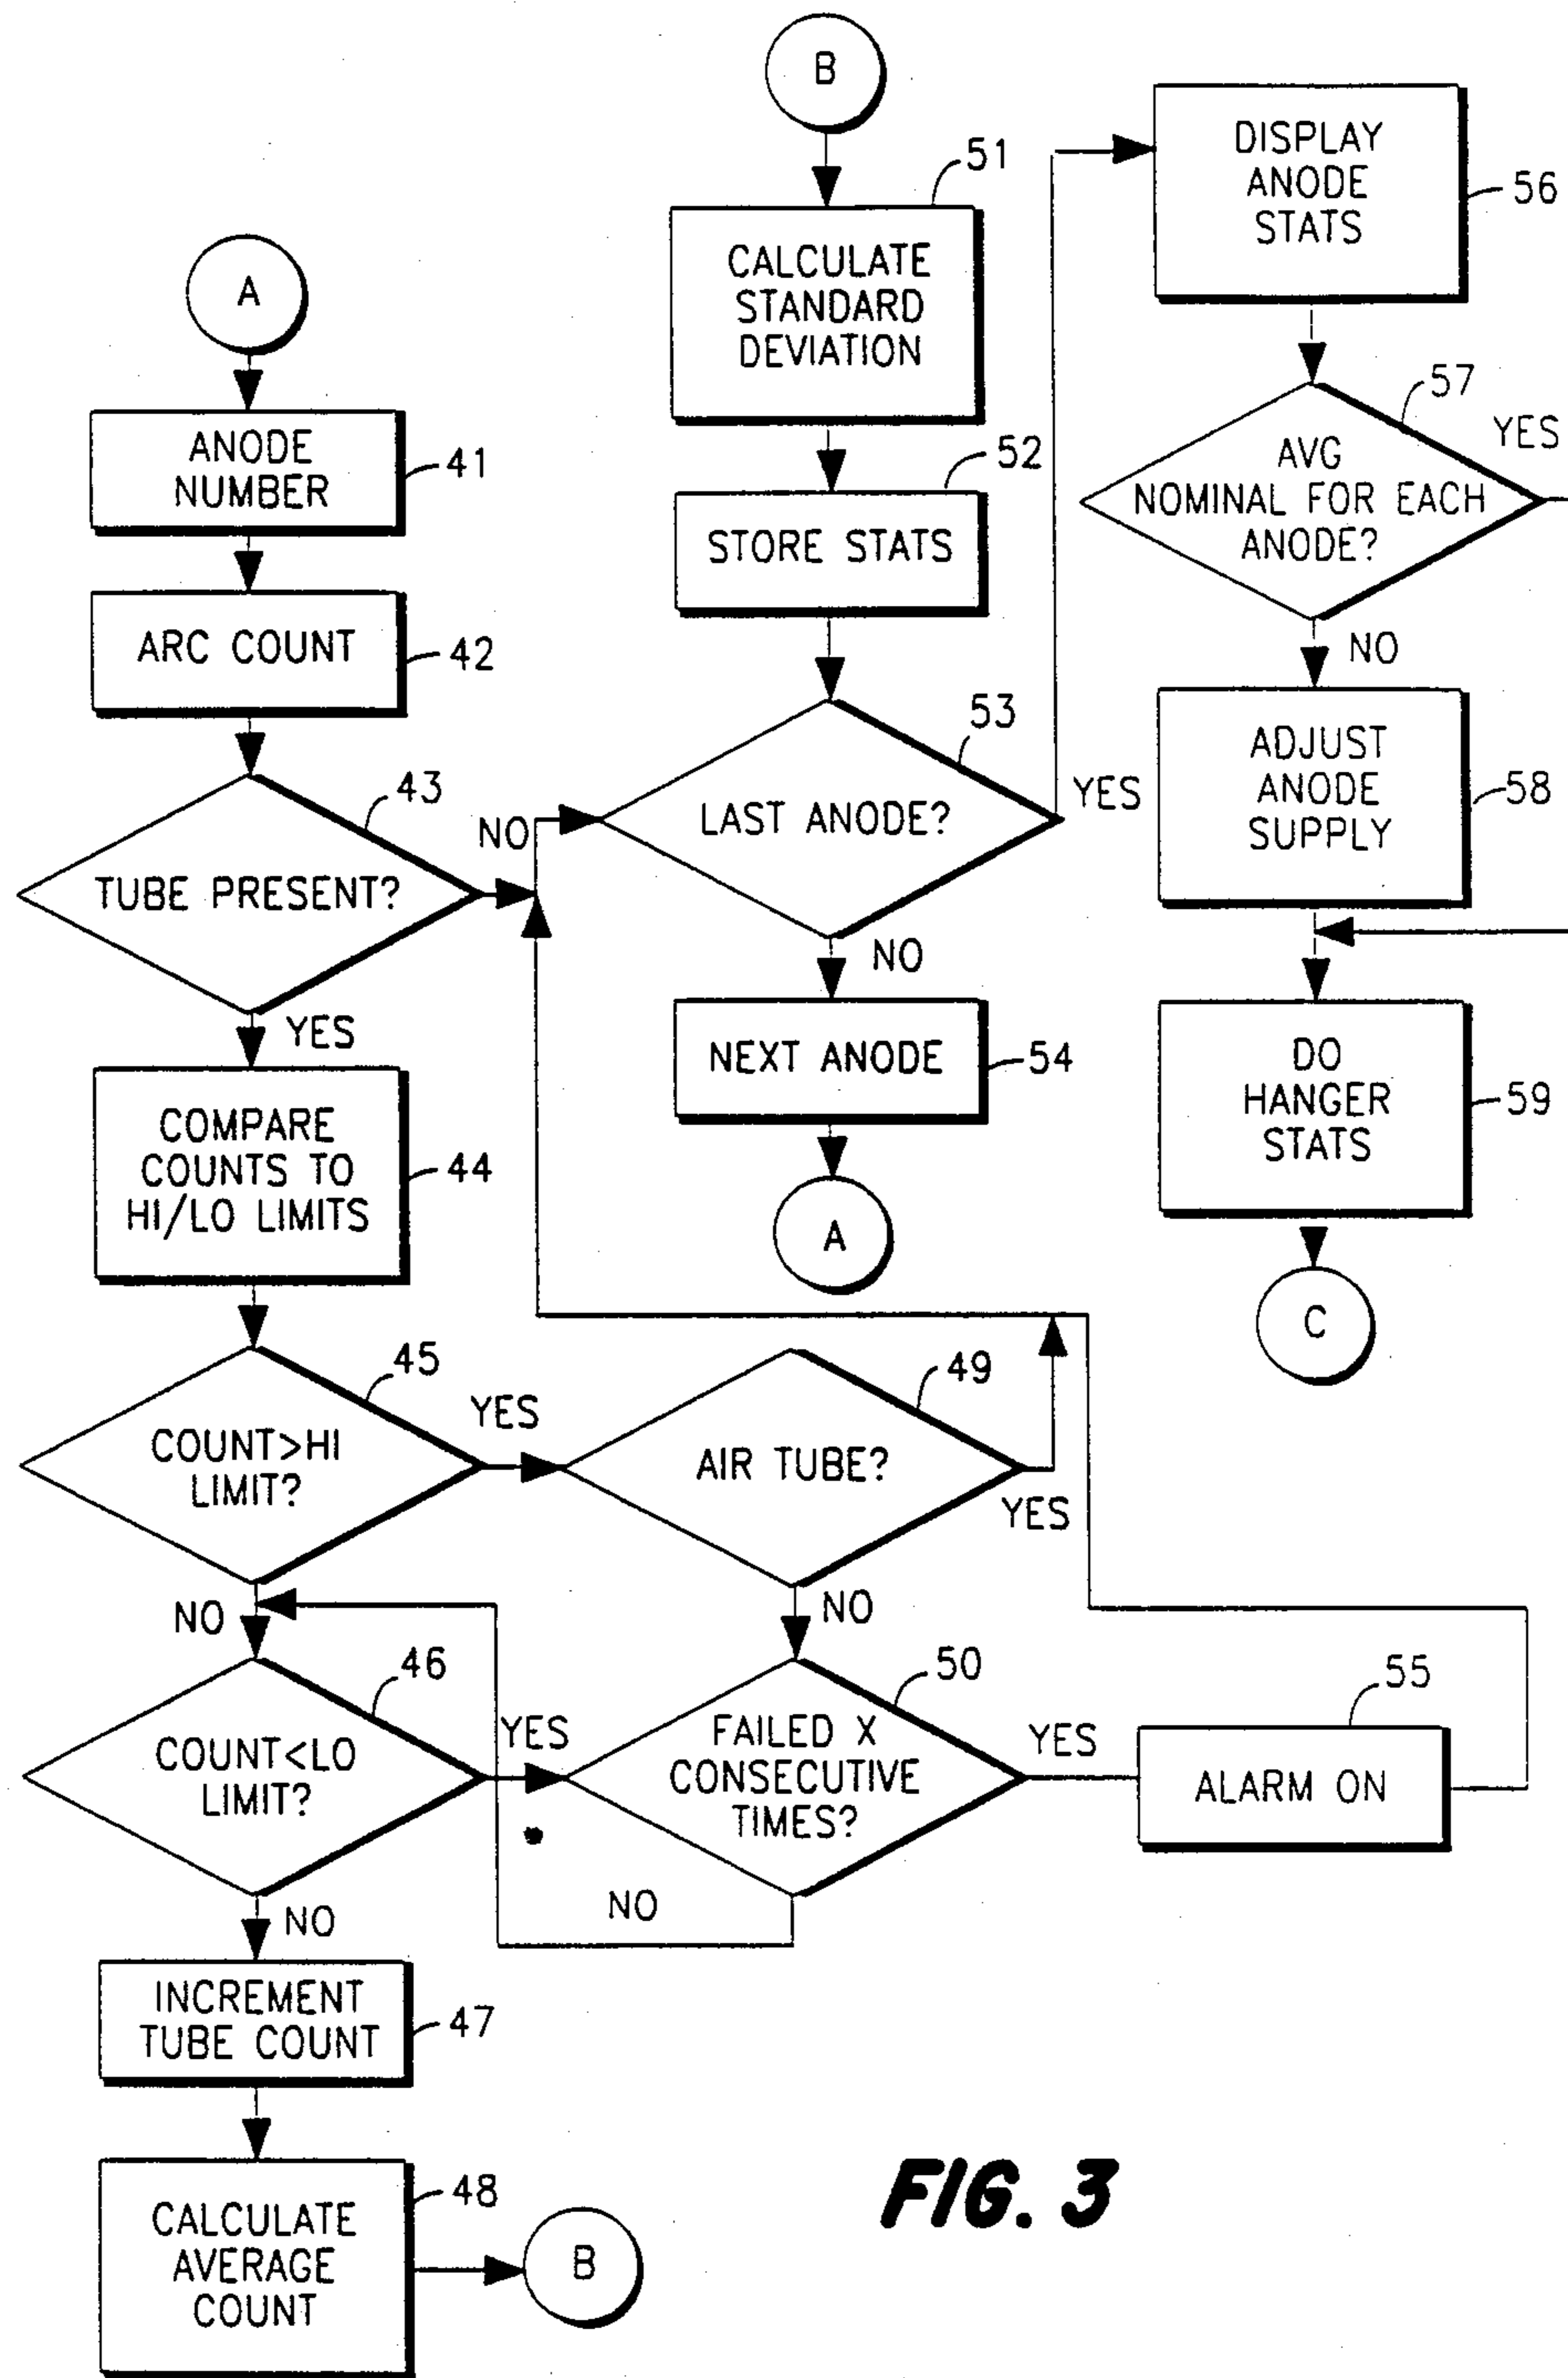 A
ANODE
NUMBER
41
ARC COUNT
42
TUBE PRESENT?
43
NO
YES
COMPARE
COUNTS TO
HI/LO LIMITS
44
COUNT>HI
LIMIT?
45
YES
NO
COUNT<LO
LIMIT?
46
YES
NO
INCREMENT
TUBE COUNT
47
CALCULATE
AVERAGE
COUNT
48
B
B
CALCULATE
STANDARD
DEVIATION
51
STORE STATS
52
LAST ANODE?
53
YES
NO
NEXT ANODE
54
A
AIR TUBE?
49
YES
NO
FAILED X
CONSECUTIVE
TIMES?
50
YES
NO
ALARM ON
55
DISPLAY
ANODE
STATS
56
AVG
NOMINAL FOR EACH
ANODE?
57
YES
NO
ADJUST
ANODE
SUPPLY
58
DO
HANGER
STATS
59
C
FIG. 3